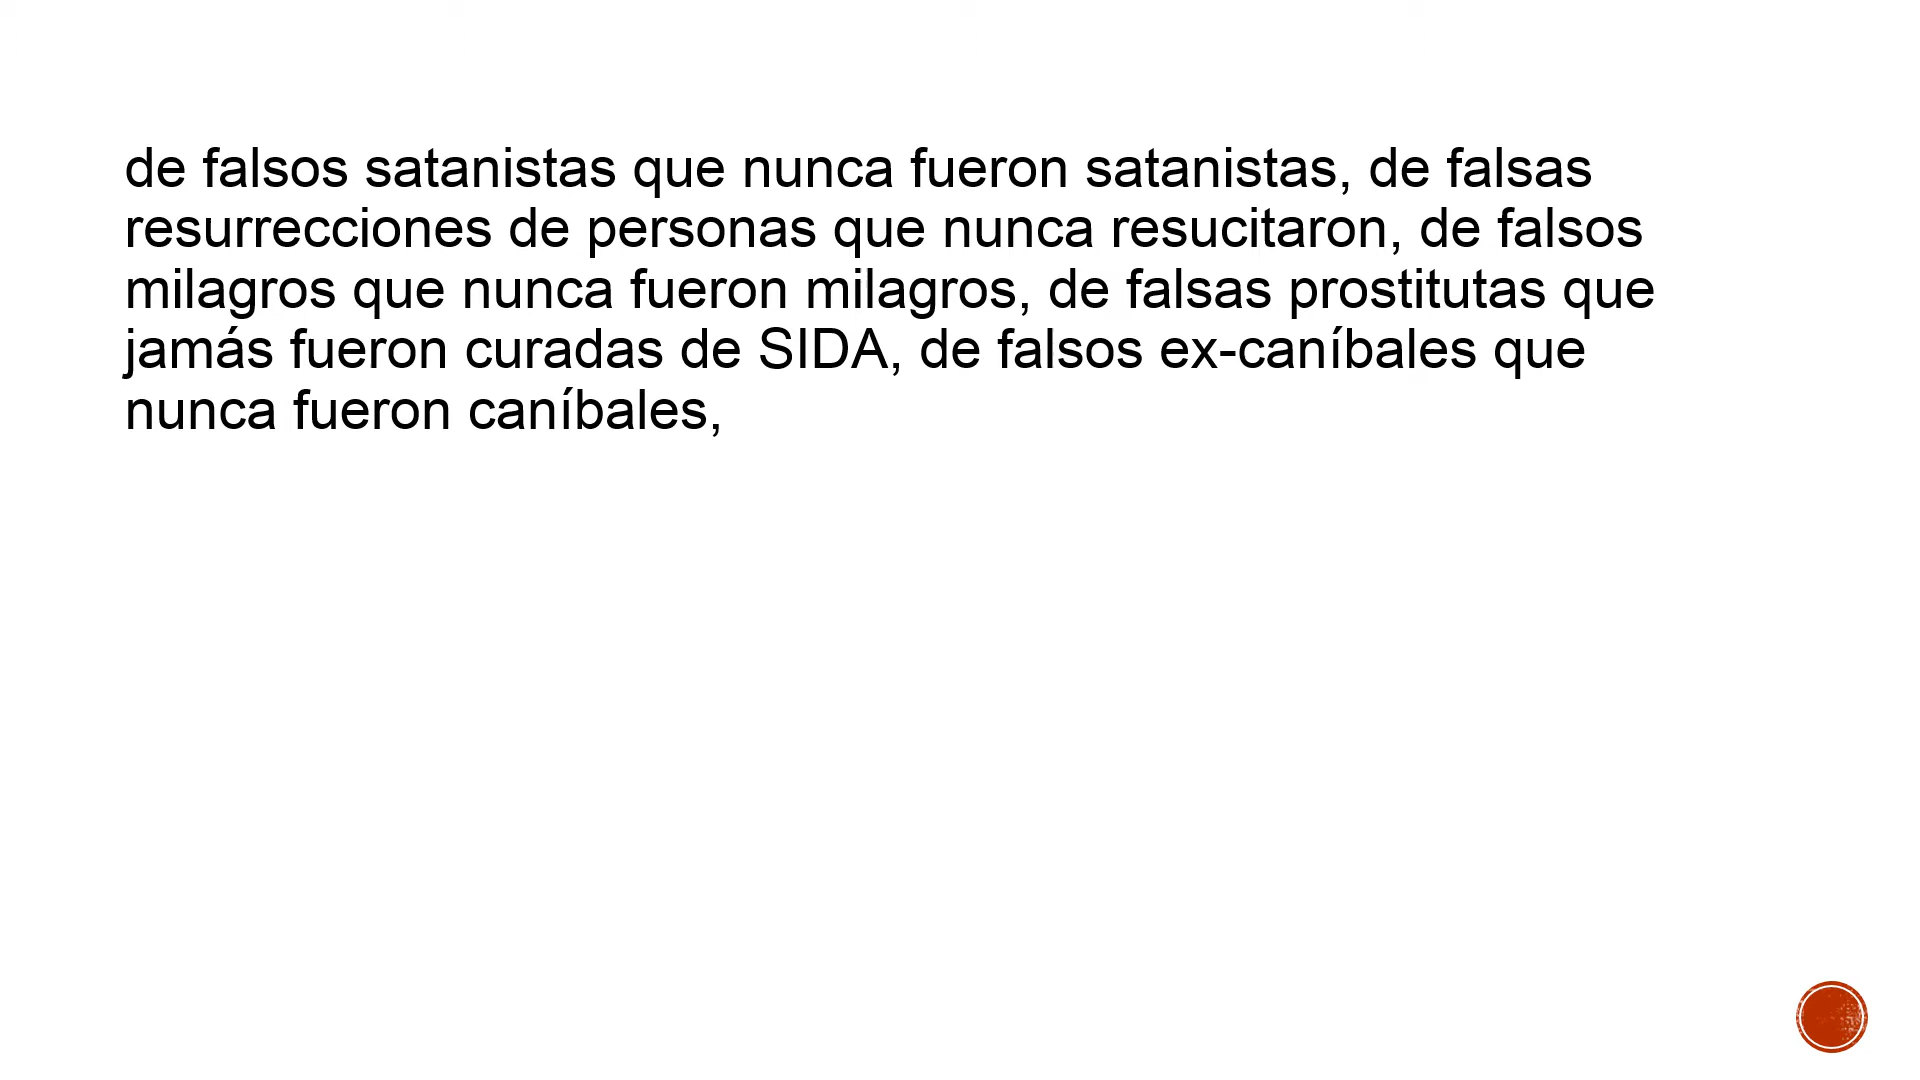 de falsos satanistas que nunca fueron satanistas, de falsas
resurrecciones de personas que nunca resucitaron, de falsos
milagros que nunca fueron milagros, de falsas prostitutas que
jamás fueron curadas de SIDA, de falsos ex-caníbales que
nunca fueron caníbales,